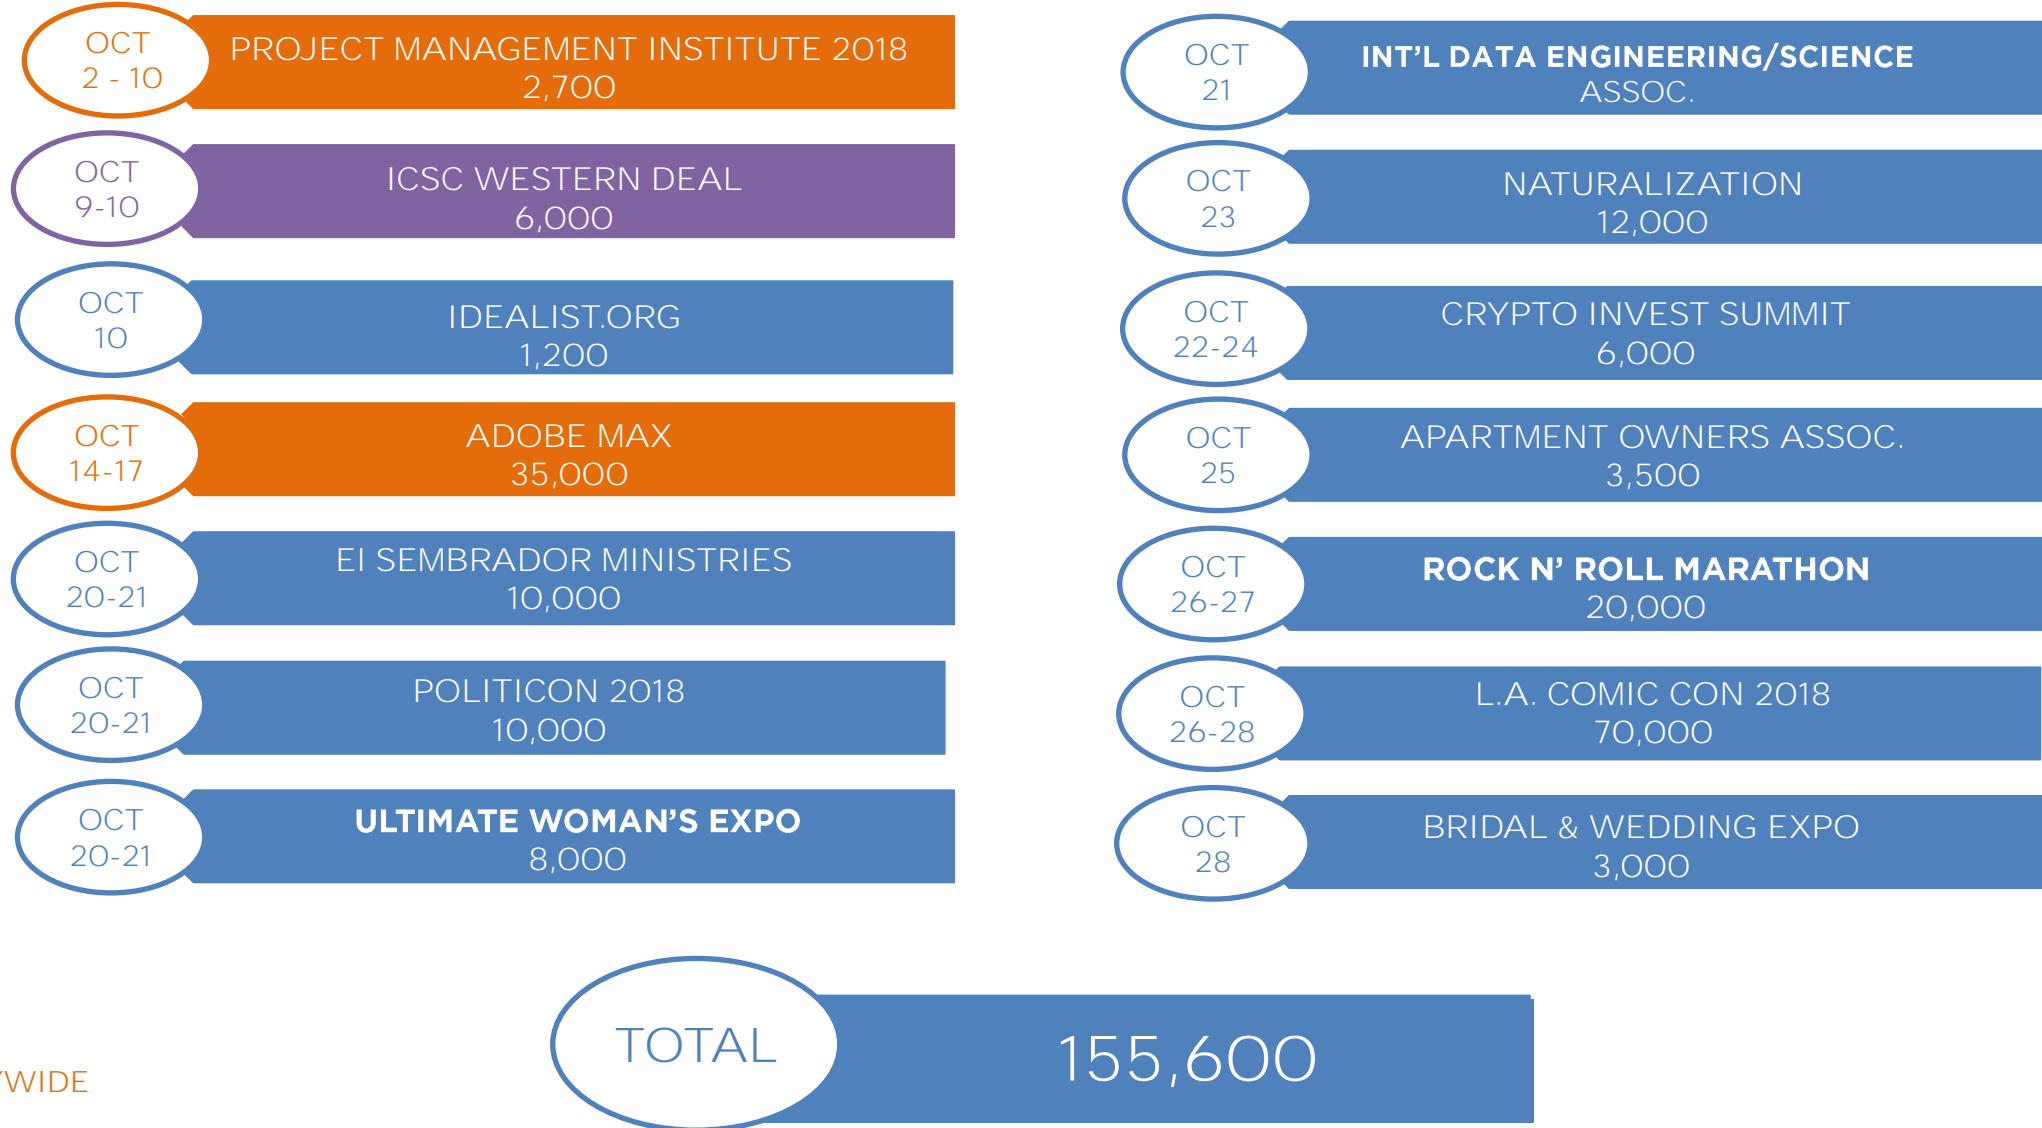 OCT
2 - 10
PROJECT MANAGEMENT INSTITUTE 2018
2,700
OCT
9-10
ICSC WESTERN DEAL
6,000
OCT
10
IDEALIST.ORG
1,200
OCT
14-17
ADOBE MAX
35,000
OCT
20-21
EI SEMBRADOR MINISTRIES
10,000
OCT
20-21
POLITICON 2018
10,000
OCT
20-21
ULTIMATE WOMAN’S EXPO
8,000
OCT
21
INT’L DATA ENGINEERING/SCIENCE
ASSOC.
OCT
23
NATURALIZATION
12,000
OCT
22-24
CRYPTO INVEST SUMMIT
6,000
OCT
25
APARTMENT OWNERS ASSOC.
3,500
OCT
26-27
ROCK N’ ROLL MARATHON
20,000
OCT
26-28
L.A. COMIC CON 2018
70,000
OCT
28
BRIDAL & WEDDING EXPO
3,000
TOTAL
155,600